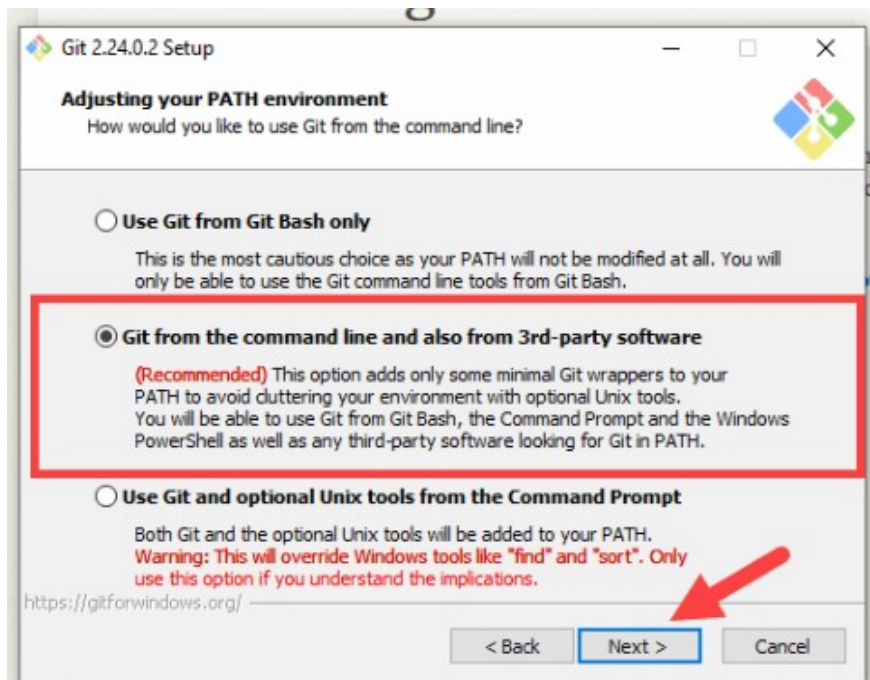 Git 2.24.0.2 Setup
Adjusting your PATH environment
How would you like to use Git from the command line?
Use Git from Git Bash only
This is the most cautious choice as your PATH will not be modified at all. You will
only be able to use the Git command line tools from Git Bash.
Git from the command line and also from 3rd-party software
(Recommended) This option adds only some minimal Git wrappers to your
PATH to avoid cluttering your environment with optional Unix tools.
You will be able to use Git from Git Bash, the Command Prompt and the Windows
PowerShell as well as any third-party software looking for Git in PATH.
Use Git and optional Unix tools from the Command Prompt
Both Git and the optional Unix tools will be added to your PATH.
Warning: This will override Windows tools like "find" and "sort". Only
use this option if you understand the implications.
https://gitforwindows.org/
< Back
Next >
Cancel